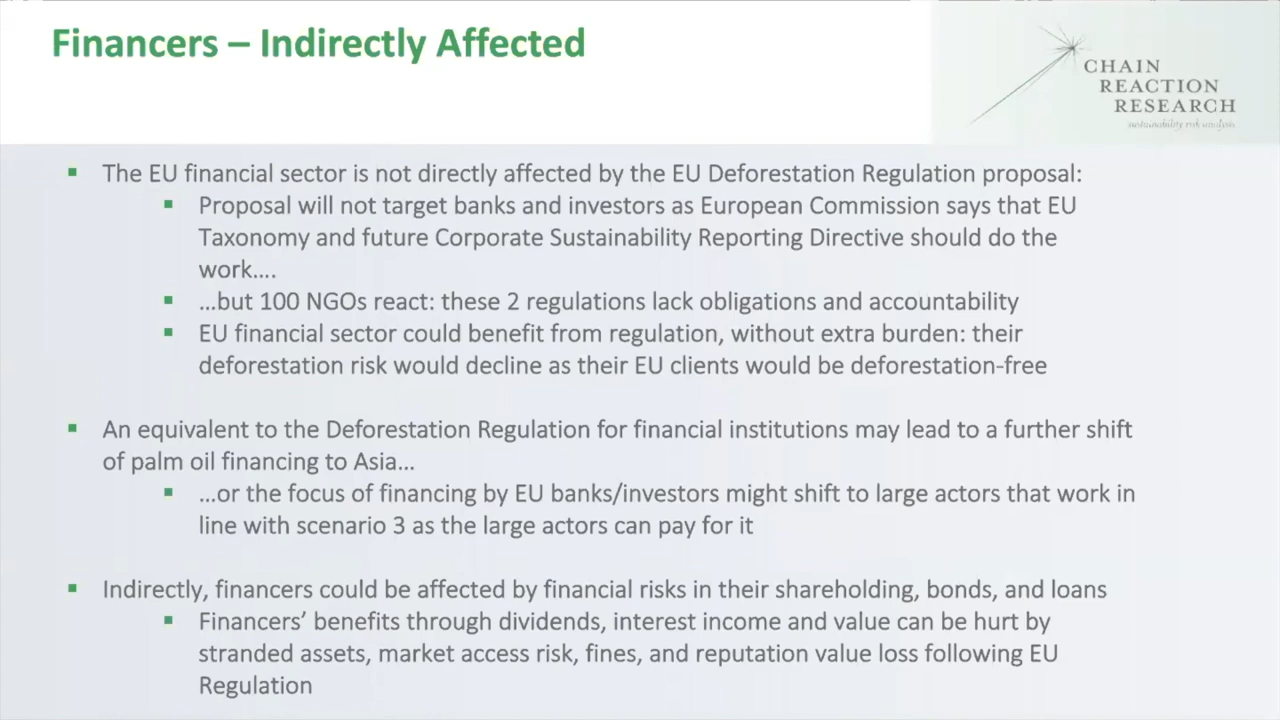 Financers – Indirectly Affected
CHAIN
REACTION
RESEARCH
sustainability risk analysis
▪ The EU financial sector is not directly affected by the EU Deforestation Regulation proposal:
▪ Proposal will not target banks and investors as European Commission says that EU
Taxonomy and future Corporate Sustainability Reporting Directive should do the
work….
▪ …but 100 NGOs react: these 2 regulations lack obligations and accountability
▪ EU financial sector could benefit from regulation, without extra burden: their
deforestation risk would decline as their EU clients would be deforestation-free
▪ An equivalent to the Deforestation Regulation for financial institutions may lead to a further shift
of palm oil financing to Asia…
▪ …or the focus of financing by EU banks/investors might shift to large actors that work in
line with scenario 3 as the large actors can pay for it
▪ Indirectly, financers could be affected by financial risks in their shareholding, bonds, and loans
▪ Financers’ benefits through dividends, interest income and value can be hurt by
stranded assets, market access risk, fines, and reputation value loss following EU
Regulation